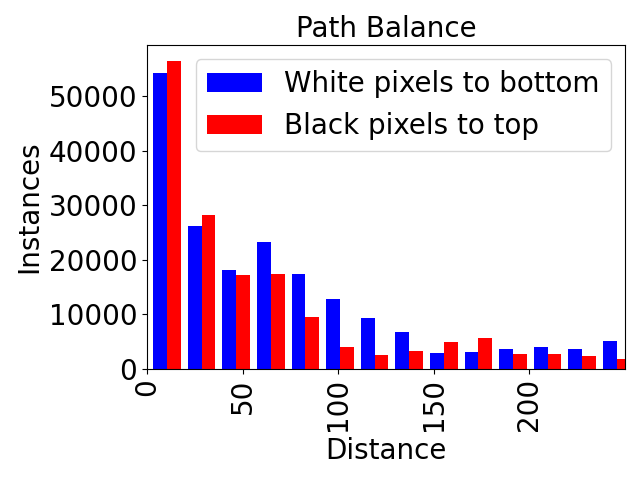 Path Balance
White pixels to bottom
Black pixels to top
Instances
50000
40000
30000
20000
10000
0
0
50
100
150
200
Distance